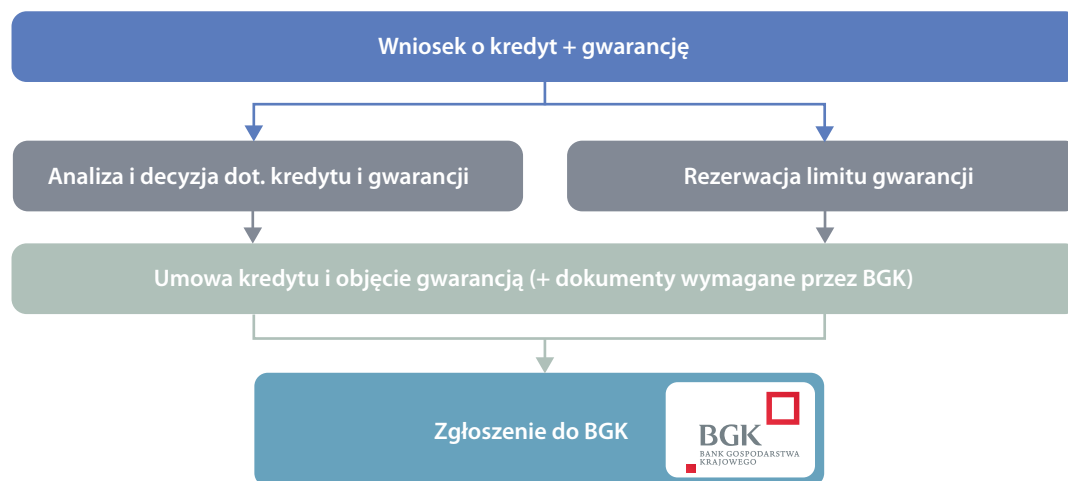 Wniosek o kredyt + gwarancję
Analiza i decyzja dot. kredytu i gwarancji
Rezerwacja limitu gwarancji
Umowa kredytu i objęcie gwarancją (+ dokumenty wymagane przez BGK)
Zgłoszenie do BGK
BGK
BANK GOSPODARSTWA
KRAJOWEGO